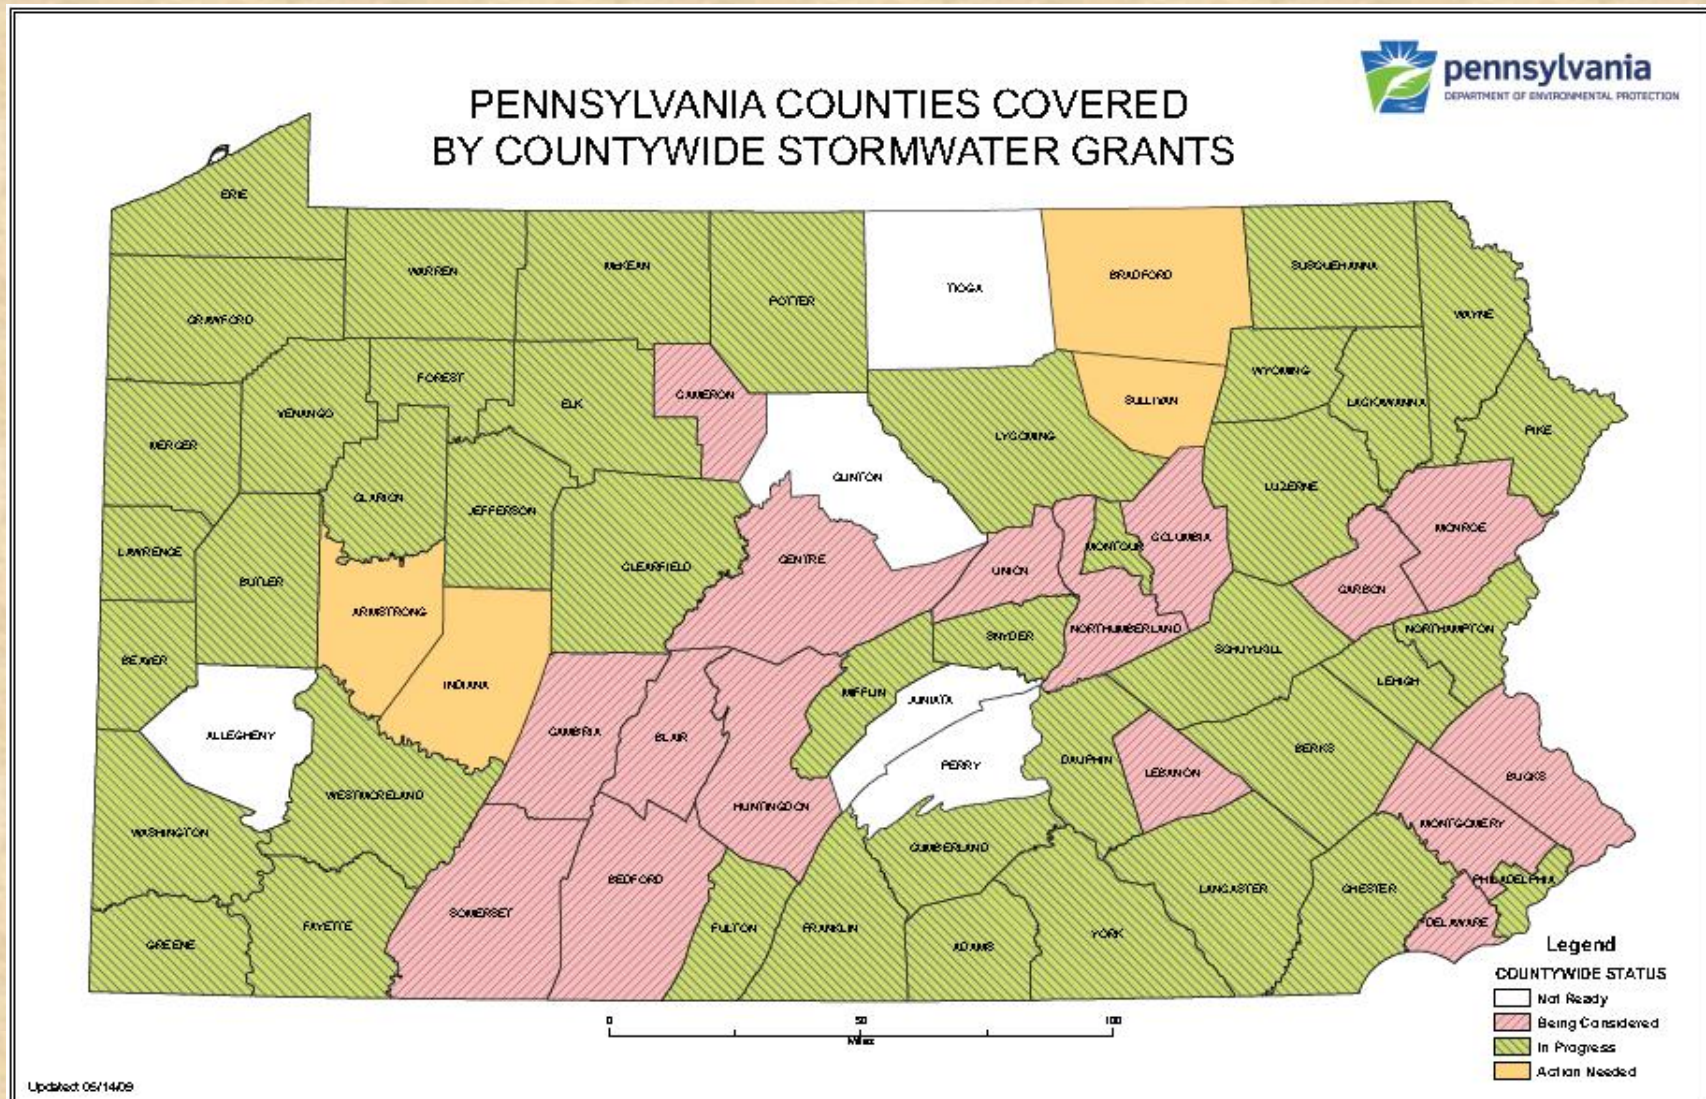 pennsylvania
DEPARTMENT OF ENVIRONMENTAL PROTECTION
PENNSYLVANIA COUNTIES COVERED
BY COUNTYWIDE STORMWATER GRANTS
ERIE
WARREN
McKEAN
POTTER
TIOGA
BRADFORD
SUSQUEHANNA
WAYNE
CRAWFORD
FOREST
ELK
CAMERON
WYOMING
LACKAWANNA
VENANGO
SULLIVAN
PIKE
MERCER
LYCOMING
CLINTON
LUZERNE
CLARION
JEFFERSON
COLUMBIA
MONROE
MONTOUR
LAWRENCE
BUTLER
CLEARFIELD
CENTRE
UNION
CARBON
ARMSTRONG
NORTHUMBERLAND
NORTHAMPTON
SNYDER
SCHUYLKILL
BEAVER
INDIANA
MIFFLIN
JUNIATA
LEHIGH
ALLEGHENY
CAMBRIA
BLAIR
PERRY
DAUPHIN
LEBANON
BERKS
BUCKS
WESTMORELAND
HUNTINGDON
WASHINGTON
MONTGOMERY
CUMBERLAND
BEDFORD
PHILADELPHIA
LANCASTER
CHESTER
SOMERSET
DELAWARE
FAYETTE
FULTON
FRANKLIN
YORK
GREENE
ADAMS
Legend
COUNTYWIDE STATUS
Not Ready
Being Considered
In Progress
Action Needed
0 50 100
Miles